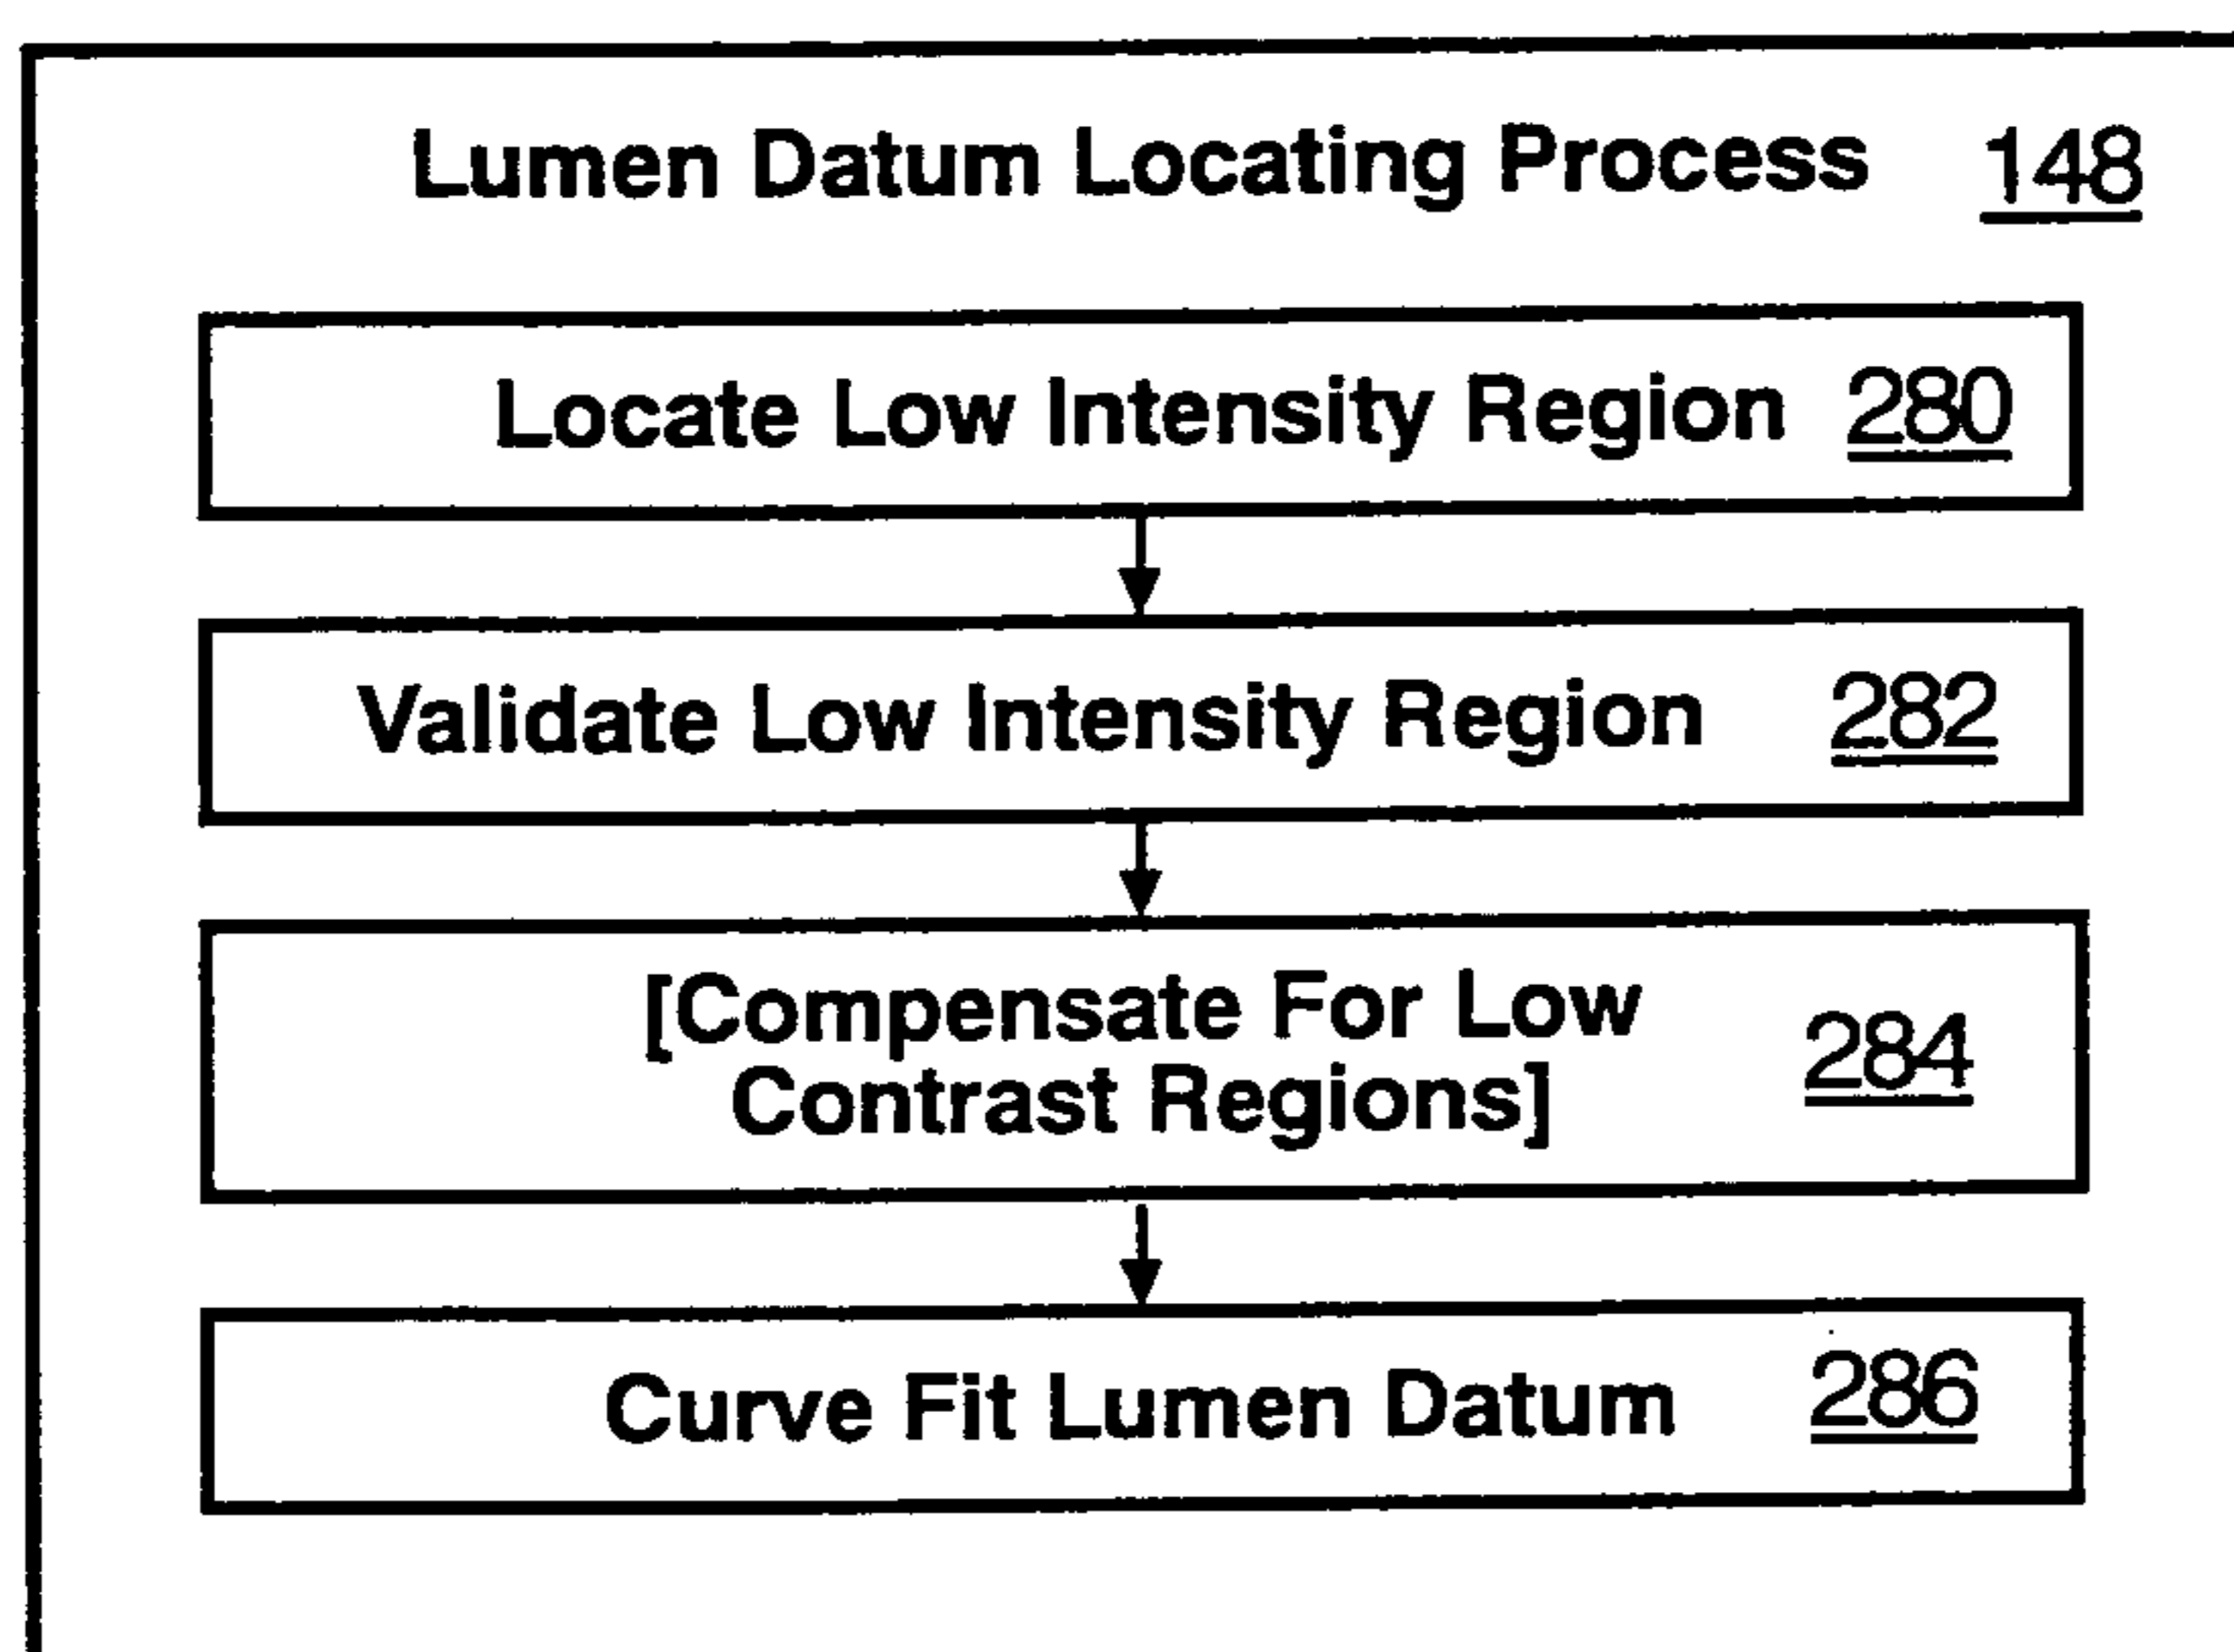 Lumen Datum Locating Process 148
Locate Low Intensity Region 280
Validate Low Intensity Region 282
[Compensate For Low
Contrast Regions] 284
Curve Fit Lumen Datum 286